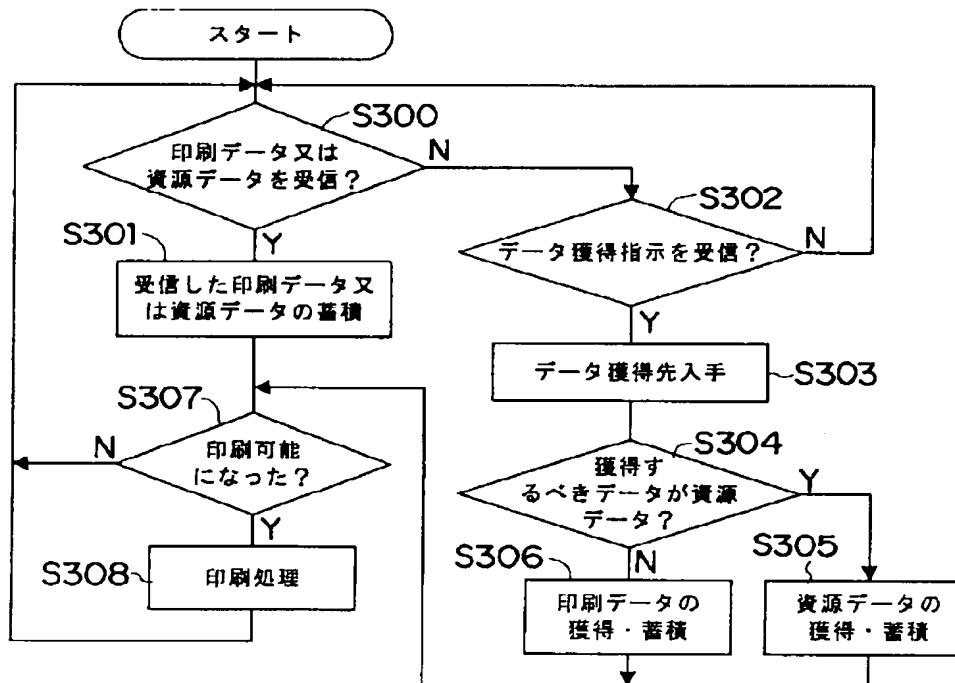 スタート
S300
印刷データ又は
資源データを受信？
N
Y
S301
受信した印刷データ又
は資源データの蓄積
S302
データ獲得指示を受信？
N
Y
データ獲得先入手
S303
S307
印刷可能
になった？
N
Y
S308
印刷処理
S304
獲得す
るべきデータが資源
データ？
Y
N
S306
印刷データの
獲得・蓄積
S305
資源データの
獲得・蓄積